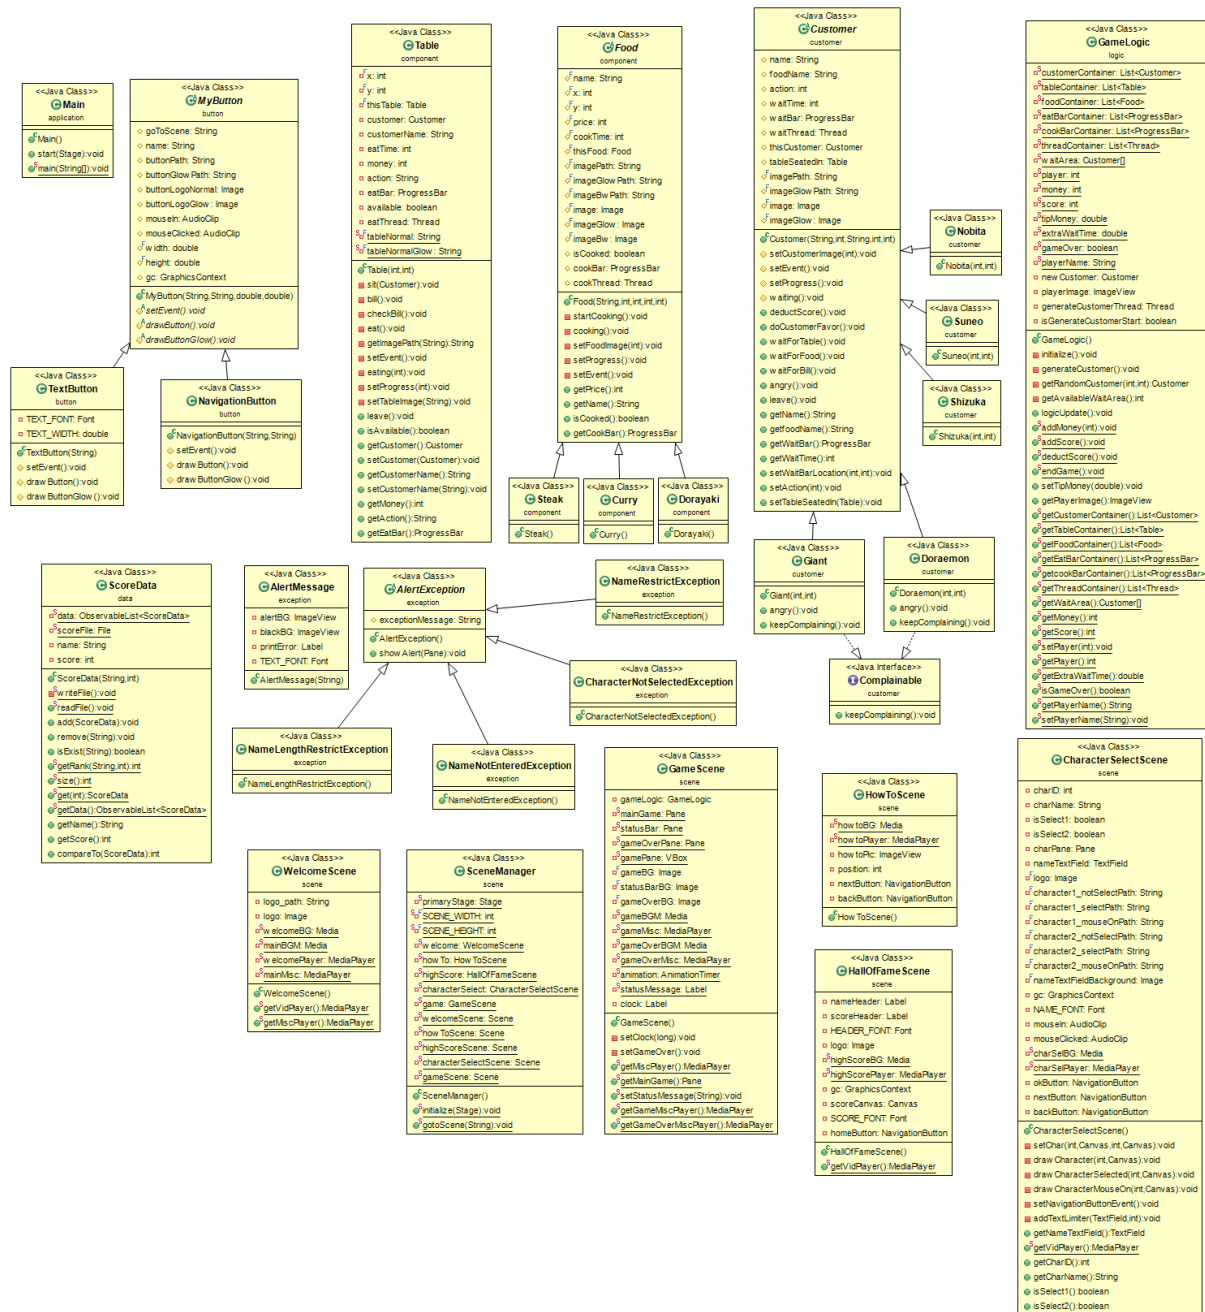 <<Java Class>>
Main
application
Main()
start(Stage):void
main(String[]):void
<<Java Class>>
MyButton
button
goToScene: String
name: String
buttonPath: String
buttonGlowPath: String
buttonLogoNormal: Image
buttonLogoGlow: Image
mouseIn: AudioClip
mouseClicked: AudioClip
width: double
height: double
gc: GraphicsContext
MyButton(String,String,double,double)
setEvent():void
drawButton():void
drawButtonGlow():void
<<Java Class>>
TextButton
button
TEXT_FONT: Font
TEXT_WIDTH: double
TextButton(String)
setEvent():void
drawButton():void
drawButtonGlow():void
<<Java Class>>
NavigationButton
button
NavigationButton(String,String)
setEvent():void
drawButton():void
drawButtonGlow():void
<<Java Class>>
Table
component
x: int
y: int
thisTable: Table
customer: Customer
customerName: String
eatTime: int
money: int
action: String
eatBar: ProgressBar
available: boolean
eatThread: Thread
tableNormal: String
tableNormalGlow: String
Table(int,int)
sit(Customer):void
bill():void
checkBill():void
eat():void
getImagePath(String):String
setEvent():void
eating(int):void
setProgress(int):void
setTableImage(String):void
leave():void
isAvailable():boolean
getCustomer():Customer
setCustomer(Customer):void
getCustomerName():String
setCustomerName(String):void
getMoney():int
getAction():String
getEatBar():ProgressBar
<<Java Class>>
Food
component
name: String
x: int
y: int
price: int
cookTime: int
thisFood: Food
imagePath: String
imageGlowPath: String
imageBwPath: String
image: Image
imageGlow: Image
imageBw: Image
isCooked: boolean
cookBar: ProgressBar
cookThread: Thread
Food(String,int,int,int,int)
startCooking():void
cooking():void
setFoodImage(int):void
setProgress():void
setEvent():void
getPrice():int
getName():String
isCooked():boolean
getCookBar():ProgressBar
<<Java Class>>
Steak
component
Steak()
<<Java Class>>
Curry
component
Curry()
<<Java Class>>
Dorayaki
component
Dorayaki()
<<Java Class>>
Customer
customer
name: String
foodName: String
action: int
waitTime: int
waitBar: ProgressBar
waitThread: Thread
thisCustomer: Customer
tableSeatedIn: Table
imagePath: String
imageGlowPath: String
image: Image
imageGlow: Image
Customer(String,int,String,int,int)
setCustomerImage(int):void
setEvent():void
setProgress():void
waiting():void
deductScore():void
doCustomerFavor():void
waitForTable():void
waitForFood():void
waitForBill():void
angry():void
leave():void
getName():String
getfoodName():String
getWaitBar():ProgressBar
getWaitTime():int
setWaitBarLocation(int,int):void
setAction(int):void
setTableSeatedIn(Table):void
<<Java Class>>
Nobita
customer
Nobita(int,int)
<<Java Class>>
Suneo
customer
Suneo(int,int)
<<Java Class>>
Shizuka
customer
Shizuka(int,int)
<<Java Class>>
Giant
customer
Giant(int,int)
angry():void
keepComplaining():void
<<Java Class>>
Doraemon
customer
Doraemon(int,int)
angry():void
keepComplaining():void
<<Java Interface>>
Complainable
customer
keepComplaining():void
<<Java Class>>
GameLogic
logic
customerContainer: List<Customer>
tableContainer: List<Table>
foodContainer: List<Food>
eatBarContainer: List<ProgressBar>
cookBarContainer: List<ProgressBar>
threadContainer: List<Thread>
waitArea: Customer[]
player: int
money: int
score: int
tipMoney: double
extraWaitTime: double
gameOver: boolean
playerName: String
newCustomer: Customer
playerImage: ImageView
generateCustomerThread: Thread
isGenerateCustomerStart: boolean
GameLogic()
initialize():void
generateCustomer():void
getRandomCustomer(int,int):Customer
getAvailableWaitArea():int
logicUpdate():void
addMoney(int):void
addScore():void
deductScore():void
endGame():void
setTipMoney(double):void
getPlayerImage():ImageView
getCustomerContainer():List<Customer>
getTableContainer():List<Table>
getFoodContainer():List<Food>
getEatBarContainer():List<ProgressBar>
getcookBarContainer():List<ProgressBar>
getThreadContainer():List<Thread>
getWaitArea():Customer[]
getMoney():int
getScore():int
setPlayer(int):void
getPlayer():int
getExtraWaitTime():double
isGameOver():boolean
getPlayerName():String
setPlayerName(String):void
<<Java Class>>
ScoreData
data
data: ObservableList<ScoreData>
scoreFile: File
name: String
score: int
ScoreData(String,int)
writeFile():void
readFile():void
add(ScoreData):void
remove(String):void
isExist(String):boolean
getRank(String,int):int
size():int
get(int):ScoreData
getData():ObservableList<ScoreData>
getName():String
getScore():int
compareTo(ScoreData):int
<<Java Class>>
AlertMessage
exception
alertBG: ImageView
blackBG: ImageView
printError: Label
TEXT_FONT: Font
AlertMessage(String)
<<Java Class>>
AlertException
exception
exceptionMessage: String
AlertException()
showAlert(Pane):void
<<Java Class>>
NameRestrictException
exception
NameRestrictException()
<<Java Class>>
CharacterNotSelectedException
exception
CharacterNotSelectedException()
<<Java Class>>
NameLengthRestrictException
exception
NameLengthRestrictException()
<<Java Class>>
NameNotEnteredException
exception
NameNotEnteredException()
<<Java Class>>
WelcomeScene
scene
logo_path: String
logo: Image
welcomeBG: Media
mainBGM: Media
welcomePlayer: MediaPlayer
mainMisc: MediaPlayer
WelcomeScene()
getVidPlayer():MediaPlayer
getMiscPlayer():MediaPlayer
<<Java Class>>
SceneManager
scene
primaryStage: Stage
SCENE_WIDTH: int
SCENE_HEIGHT: int
welcome: WelcomeScene
howTo: HowToScene
highScore: HallOfFameScene
characterSelect: CharacterSelectScene
game: GameScene
welcomeScene: Scene
howToScene: Scene
highScoreScene: Scene
characterSelectScene: Scene
gameScene: Scene
SceneManager()
initialize(Stage):void
gotoScene(String):void
<<Java Class>>
GameScene
scene
gameLogic: GameLogic
mainGame: Pane
statusBar: Pane
gameOverPane: Pane
gamePane: VBox
gameBG: Image
statusBarBG: Image
gameOverBG: Image
gameBGM: Media
gameMisc: MediaPlayer
gameOverBGM: Media
gameOverMisc: MediaPlayer
animation: AnimationTimer
statusMessage: Label
clock: Label
GameScene()
setClock(long):void
setGameOver():void
getMiscPlayer():MediaPlayer
getMainGame():Pane
setStatusMessage(String):void
getGameMiscPlayer():MediaPlayer
getGameOverMiscPlayer():MediaPlayer
<<Java Class>>
HowToScene
scene
howtoBG: Media
howtoPlayer: MediaPlayer
howtoPic: ImageView
position: int
nextButton: NavigationButton
backButton: NavigationButton
HowToScene()
<<Java Class>>
HallOfFameScene
scene
nameHeader: Label
scoreHeader: Label
HEADER_FONT: Font
logo: Image
highScoreBG: Media
highScorePlayer: MediaPlayer
gc: GraphicsContext
scoreCanvas: Canvas
SCORE_FONT: Font
homeButton: NavigationButton
HallOfFameScene()
getVidPlayer():MediaPlayer
<<Java Class>>
CharacterSelectScene
scene
charID: int
charName: String
isSelect1: boolean
isSelect2: boolean
charPane: Pane
nameTextField: TextField
logo: Image
character1_notSelectPath: String
character1_selectPath: String
character1_mouseOnPath: String
character2_notSelectPath: String
character2_selectPath: String
character2_mouseOnPath: String
nameTextFieldBackground: Image
gc: GraphicsContext
NAME_FONT: Font
mouseIn: AudioClip
mouseClicked: AudioClip
charSelBG: Media
charSelPlayer: MediaPlayer
okButton: NavigationButton
nextButton: NavigationButton
backButton: NavigationButton
CharacterSelectScene()
setChar(int,Canvas,int,Canvas):void
drawCharacter(int,Canvas):void
drawCharacterSelected(int,Canvas):void
drawCharacterMouseOn(int,Canvas):void
setNavigationButtonEvent():void
addTextLimiter(TextField,int):void
getNameTextField():TextField
getVidPlayer():MediaPlayer
getCharID():int
getCharName():String
isSelect1():boolean
isSelect2():boolean